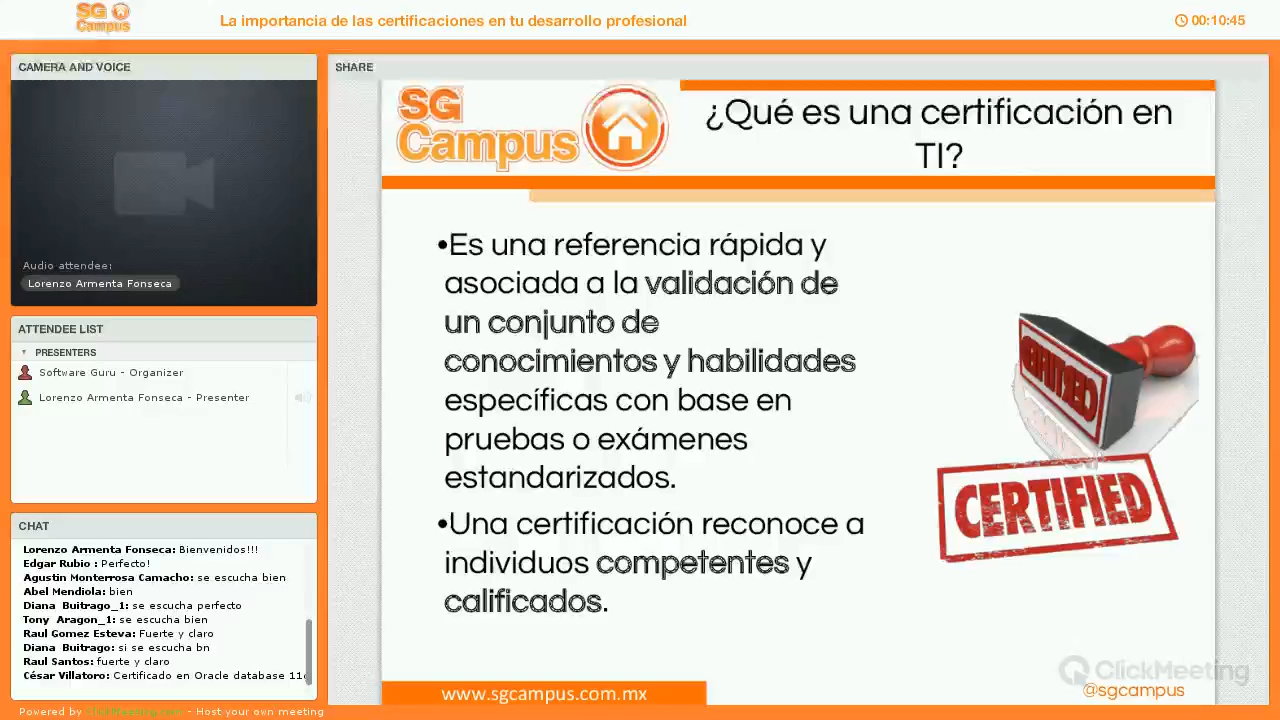 SG
Campus
La importancia de las certificaciones en tu desarrollo profesional
00:10:45
CAMERA AND VOICE
Audio attendee:
Lorenzo Armenta Fonseca
ATTENDEE LIST
PRESENTERS
Software Guru - Organizer
Lorenzo Armenta Fonseca - Presenter
CHAT
Lorenzo Armenta Fonseca: Bienvenidos!!!
Edgar Rubio : Perfecto!
Agustin Monterrosa Camacho: se escucha bien
Abel Mendiola: bien
Diana Buitrago_1: se escucha perfecto
Tony Aragon_1: se escucha bien
Raul Gomez Esteva: Fuerte y claro
Diana Buitrago: si se escucha bn
Raul Santos: fuerte y claro
César Villatoro: Certificado en Oracle database
Powered by ClickMeeting.com - Host your own meeting
SHARE
SG
Campus
¿Qué es una certificación en
TI?
•Es una referencia rápida y
asociada a la validación de
un conjunto de
conocimientos y habilidades
específicas con base en
pruebas o exámenes
estandarizados.
•Una certificación reconoce a
individuos competentes y
calificados.
CERTIFIED
www.sgcampus.com.mx
ClickMeeting
@sgcampus